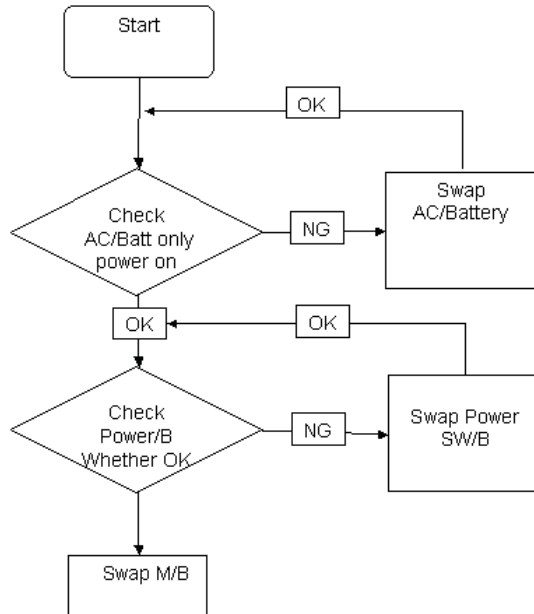 Start
OK
Swap
AC/Battery
Check
AC/Batt only
power on
NG
OK
OK
Check
Power/B
Whether OK
NG
Swap Power
SW/B
Swap M/B